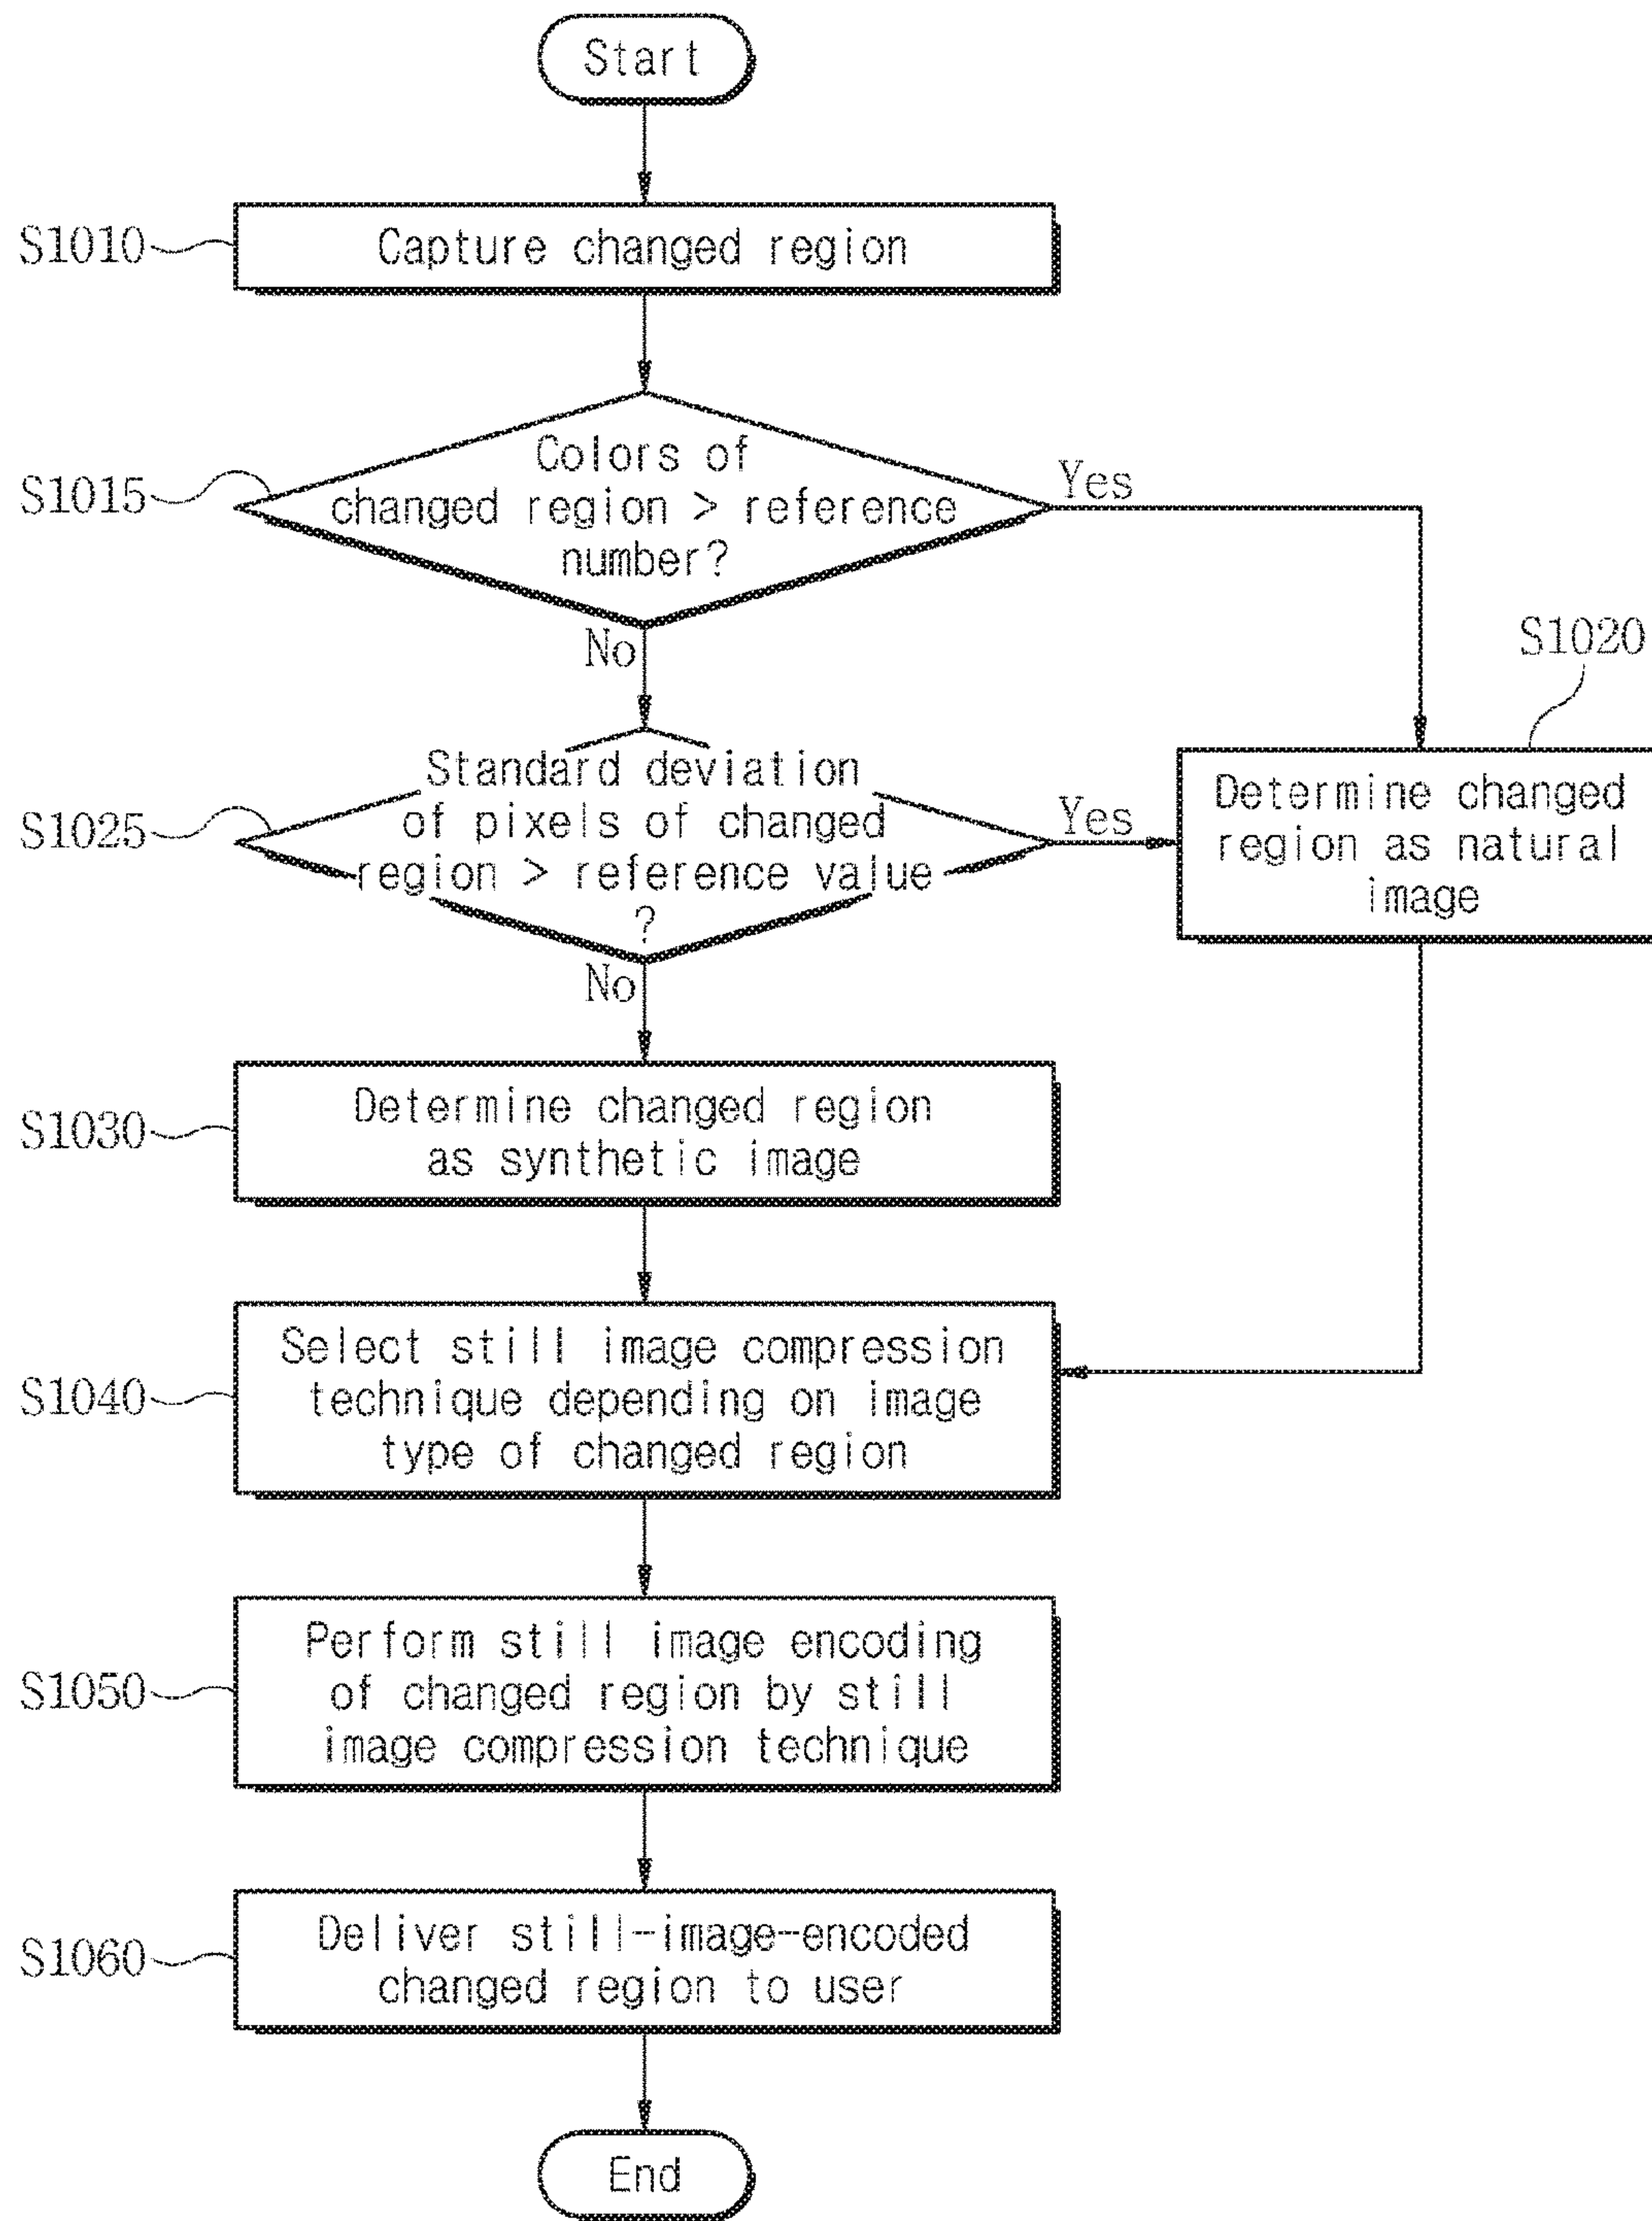 Start
S1010
Capture changed region
S1015
Colors of
changed region > reference
number?
Yes
No
S1020
Determine changed
region as natural
image
S1025
Standard deviation
of pixels of changed
region > reference value
?
Yes
No
S1030
Determine changed region
as synthetic image
S1040
Select still image compression
technique depending on image
type of changed region
S1050
Perform still image encoding
of changed region by still
image compression technique
S1060
Deliver still-image-encoded
changed region to user
End